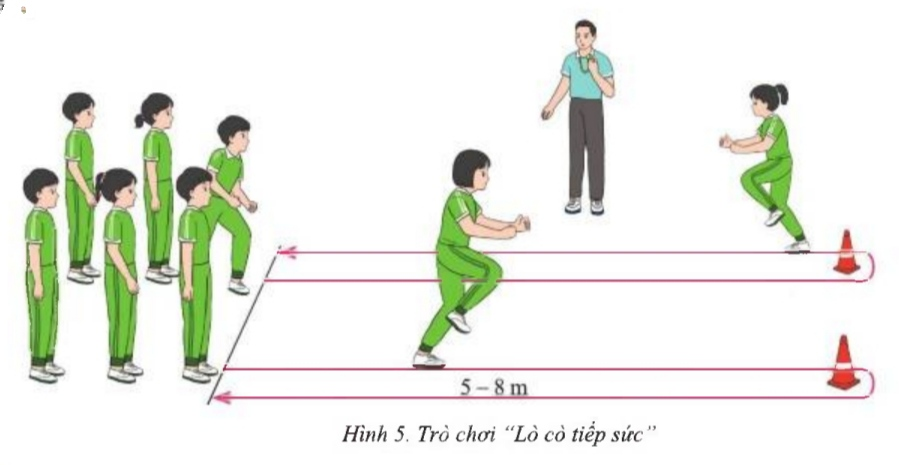 5 – 8 m
Hình 5. Trò chơi “Lò cò tiếp sức”